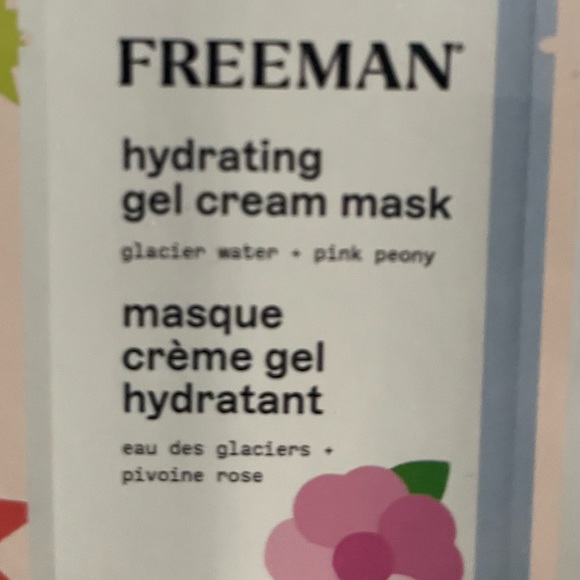 FREEMAN
hydrating
gel cream mask
glacier water + pink peony
masque
crème gel
hydratant
eau des glaciers +
pivoine rose